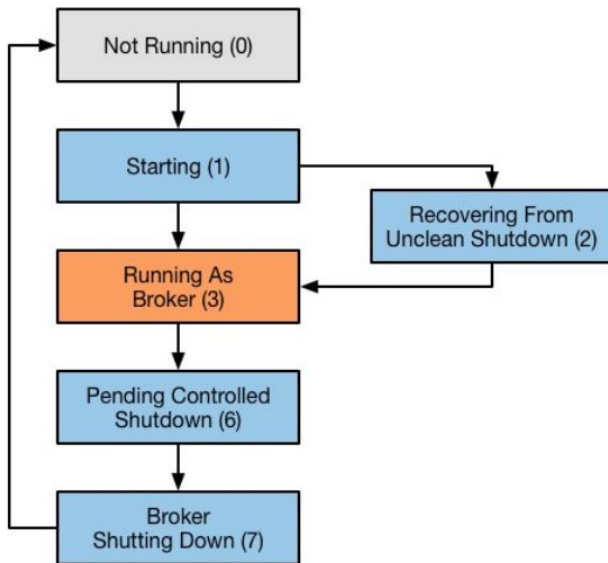 Not Running (0)
Starting (1)
Recovering From
Unclean Shutdown (2)
Running As
Broker (3)
Pending Controlled
Shutdown (6)
Broker
Shutting Down (7)